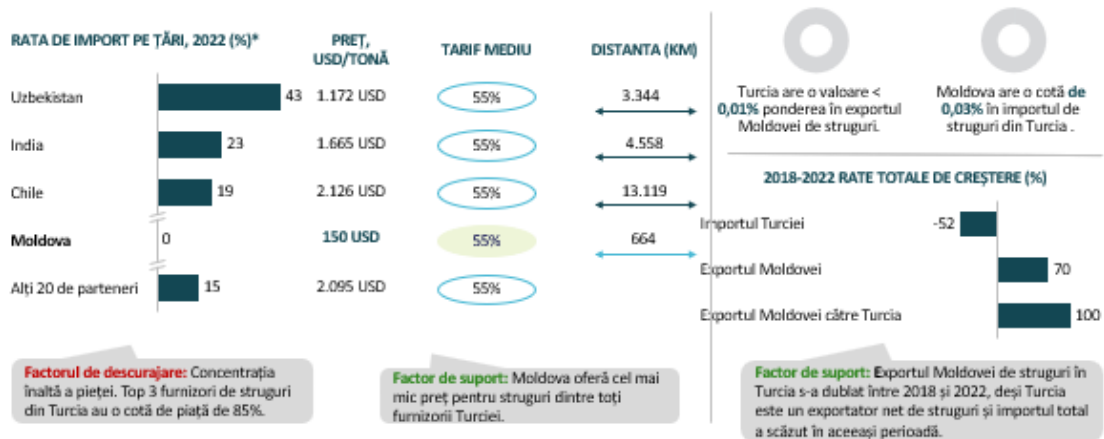 RATA DE IMPORT PE ȚĂRI, 2022 (%)*
PREȚ,
USD/TONĂ
TARIF MEDIU
DISTANTA (KM)
Uzbekistan 43 1.172 USD 55% 3.344
India 23 1.665 USD 55% 4.558
Chile 19 2.126 USD 55% 13.119
Moldova 0 150 USD 55% 664
Alți 20 de parteneri 15 2.095 USD 55%
Factorul de descurajare: Concentrația
înaltă a pieței. Top 3 furnizori de struguri
din Turcia au o cotă de piață de 85%.
Factor de suport: Moldova oferă cel mai
mic preț pentru struguri dintre toți
furnizorii Turciei.
Turcia are o valoare <
0,01% ponderea în exportul
Moldovei de struguri.
Moldova are o cotă de
0,03% în importul de
struguri din Turcia .
2018-2022 RATE TOTALE DE CREȘTERE (%)
Importul Turciei -52
Exportul Moldovei 70
Exportul Moldovei către Turcia 100
Factor de suport: Exportul Moldovei de struguri în
Turcia s-a dublat între 2018 și 2022, deși Turcia
este un exportator net de struguri și importul total
a scăzut în aceeași perioadă.